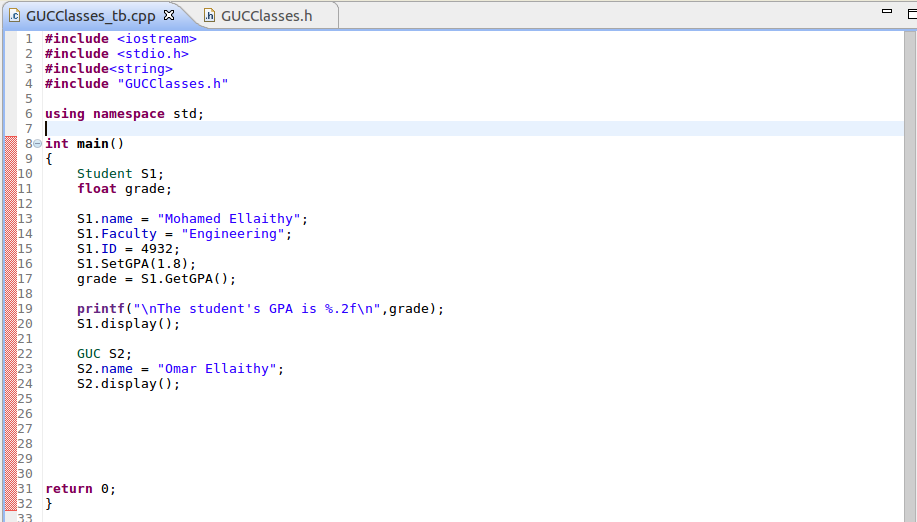 GUCClasses_tb.cpp GUCClasses.h
1 #include <iostream>
2 #include <stdio.h>
3 #include<string>
4 #include "GUCClasses.h"
5
6 using namespace std;
7
8 int main()
9 {
10 Student S1;
11 float grade;
12
13 S1.name = "Mohamed Ellaithy";
14 S1.Faculty = "Engineering";
15 S1.ID = 4932;
16 S1.SetGPA(1.8);
17 grade = S1.GetGPA();
18
19 printf("\nThe student's GPA is %.2f\n",grade);
20 S1.display();
21
22 GUC S2;
23 S2.name = "Omar Ellaithy";
24 S2.display();
25
26
27
28
29
30
31 return 0;
32 }
33